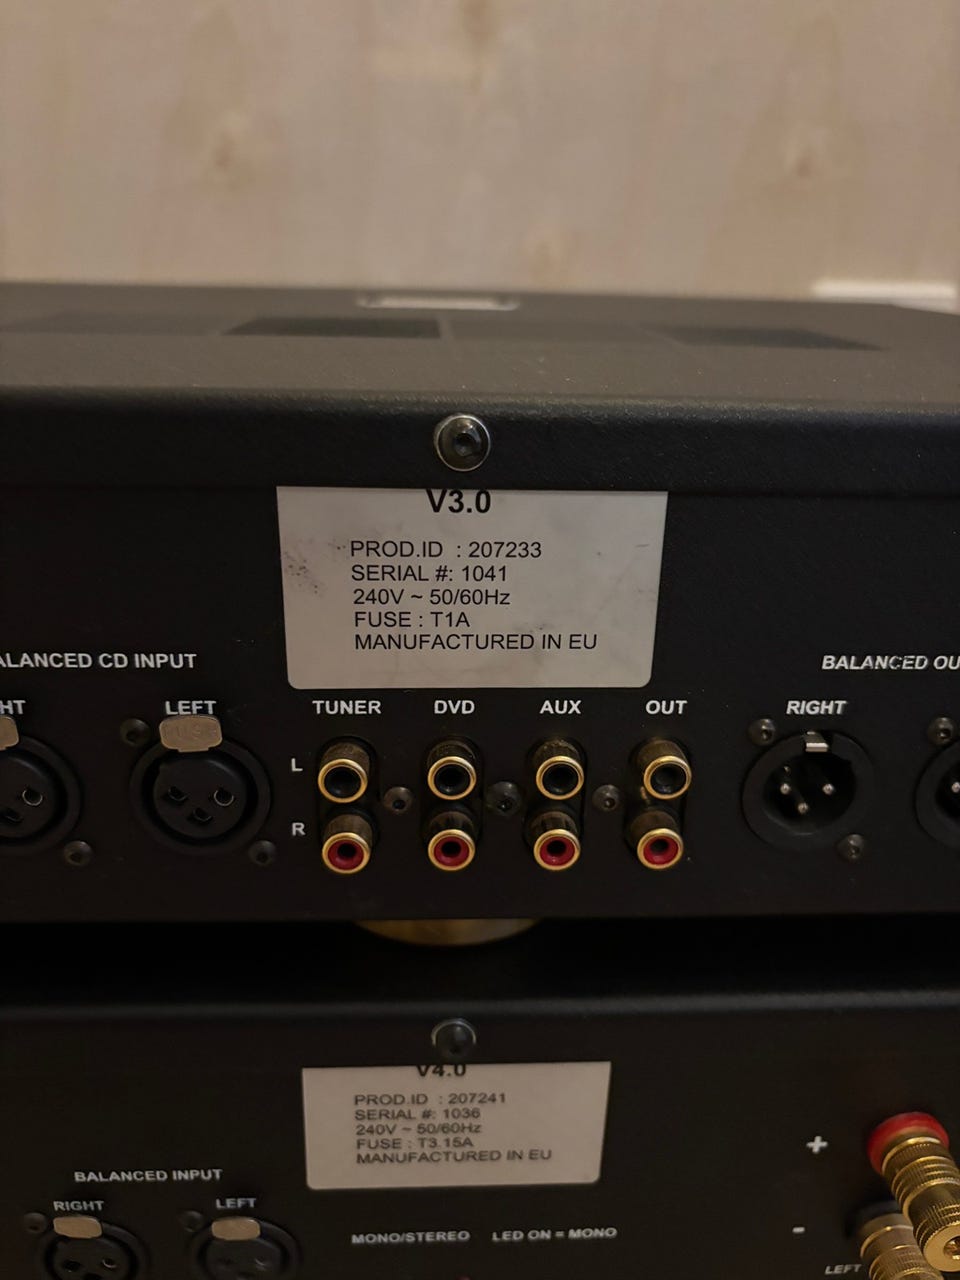 V3.0
PROD.ID : 207233
SERIAL #: 1041
240V ~ 50/60Hz
FUSE : T1A
MANUFACTURED IN EU
ALANCED CD INPUT
BALANCED OU
HT
LEFT
TUNER
DVD
AUX
OUT
RIGHT
L
R
V4.0
PROD.ID : 207241
SERIAL #: 1036
240V ~ 50/60Hz
FUSE : T3.15A
MANUFACTURED IN EU
BALANCED INPUT
RIGHT
LEFT
MONO/STEREO
LED ON = MONO
+
-
LEFT